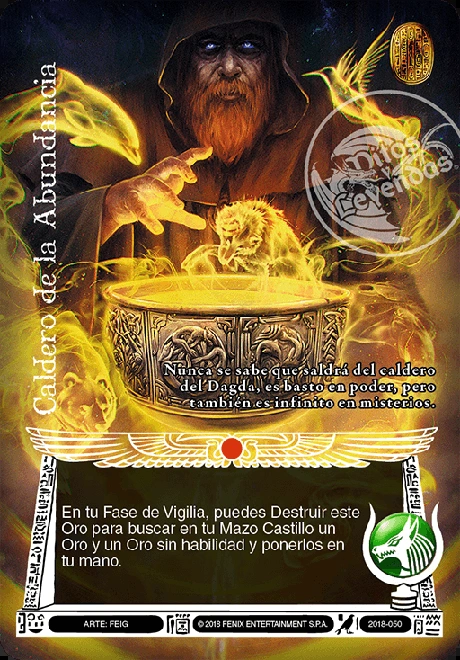 Caldero de la Abundancia
Mitos
y
Leyendas
Nunca se sabe que saldrá del caldero
del Dagda, es basto en poder, pero
también es infinito en misterios.
En tu Fase de Vigilia, puedes Destruir este
Oro para buscar en tu Mazo Castillo un
Oro y un Oro sin habilidad y ponerlos en
tu mano.
ARTE: FEIG
© 2018 FENIX ENTERTAINMENT S.P.A.
2018-050